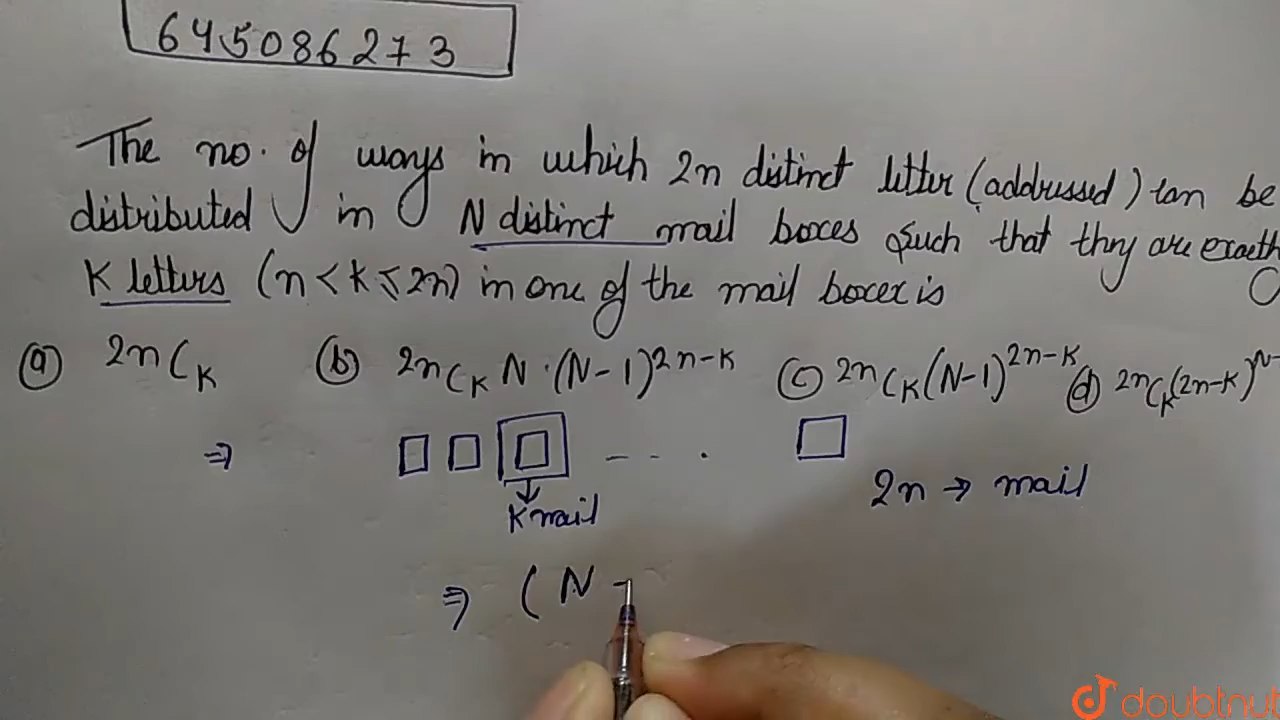 645086273
The no. of ways in which 2n distinct letter (addressed) can be
distributed in N distinct mail boxes such that they are exactly
K letters (n < k ≤ 2n) in one of the mail boxes is
(a) 2nCK (b) 2nCK N·(N-1)^2n-K (c) 2nCK (N-1)^2n-K (d) 2nCK(2n-K)^N-
⇒ - - - .
2n → mail
K mail
⇒ (N -
doubtnut